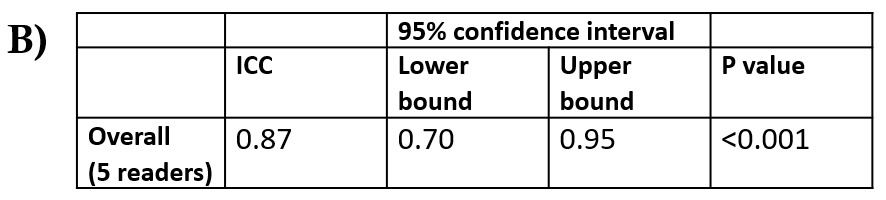 B)
95% confidence interval
ICC Lower bound Upper bound P value
Overall (5 readers) 0.87 0.70 0.95 <0.001